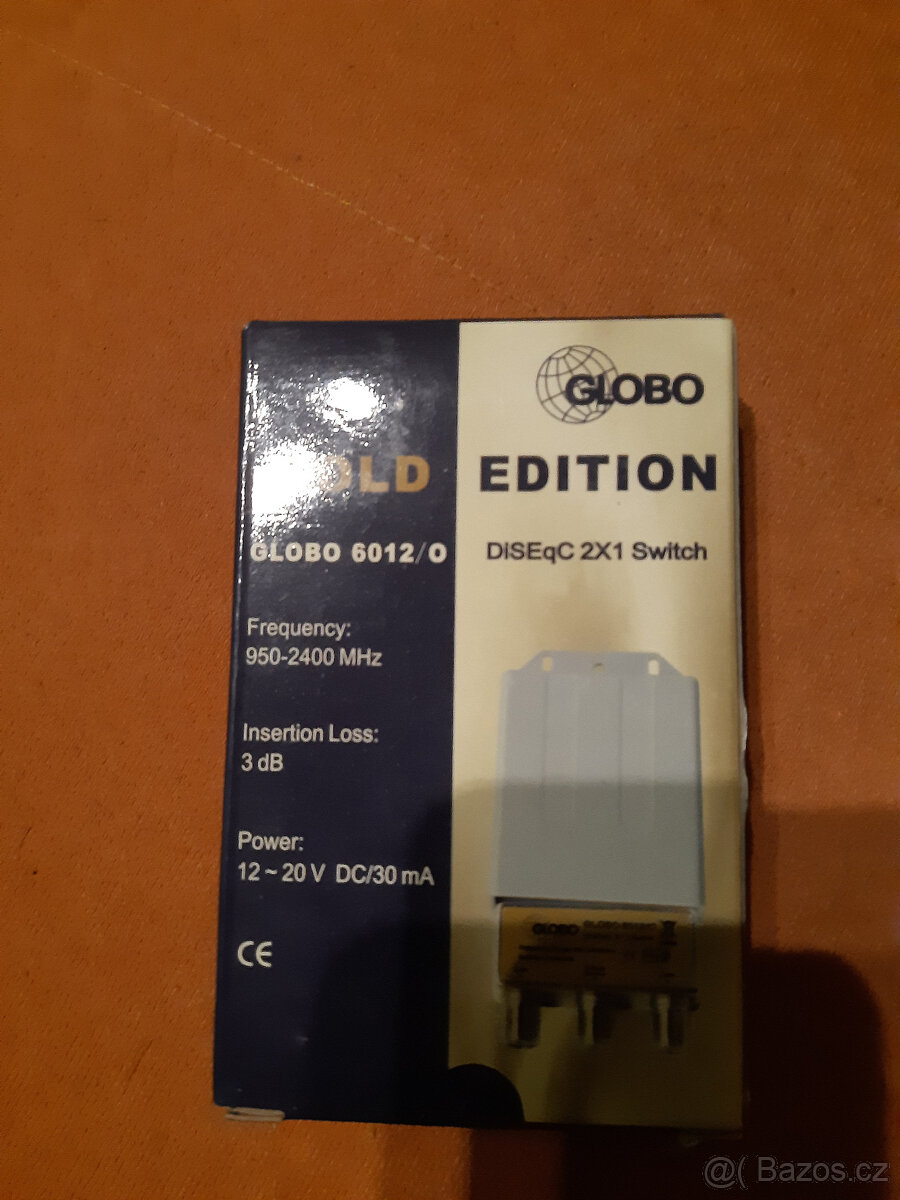 GLOBO
GOLD EDITION
GLOBO 6012/O
DiSEqC 2X1 Switch
Frequency:
950-2400 MHz
Insertion Loss:
3 dB
Power:
12 ~ 20 V DC/30 mA
CE
GLOBO
@( Bazos.cz